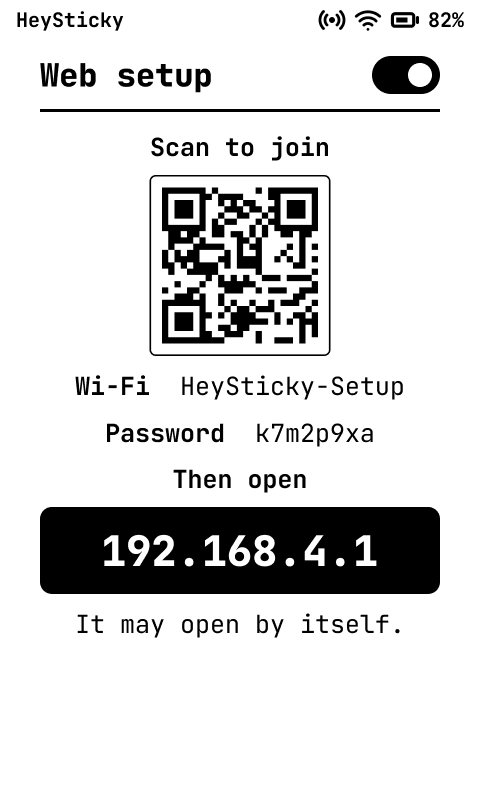 HeySticky 82%
Web setup
Scan to join
Wi-Fi HeySticky-Setup
Password k7m2p9xa
Then open
192.168.4.1
It may open by itself.